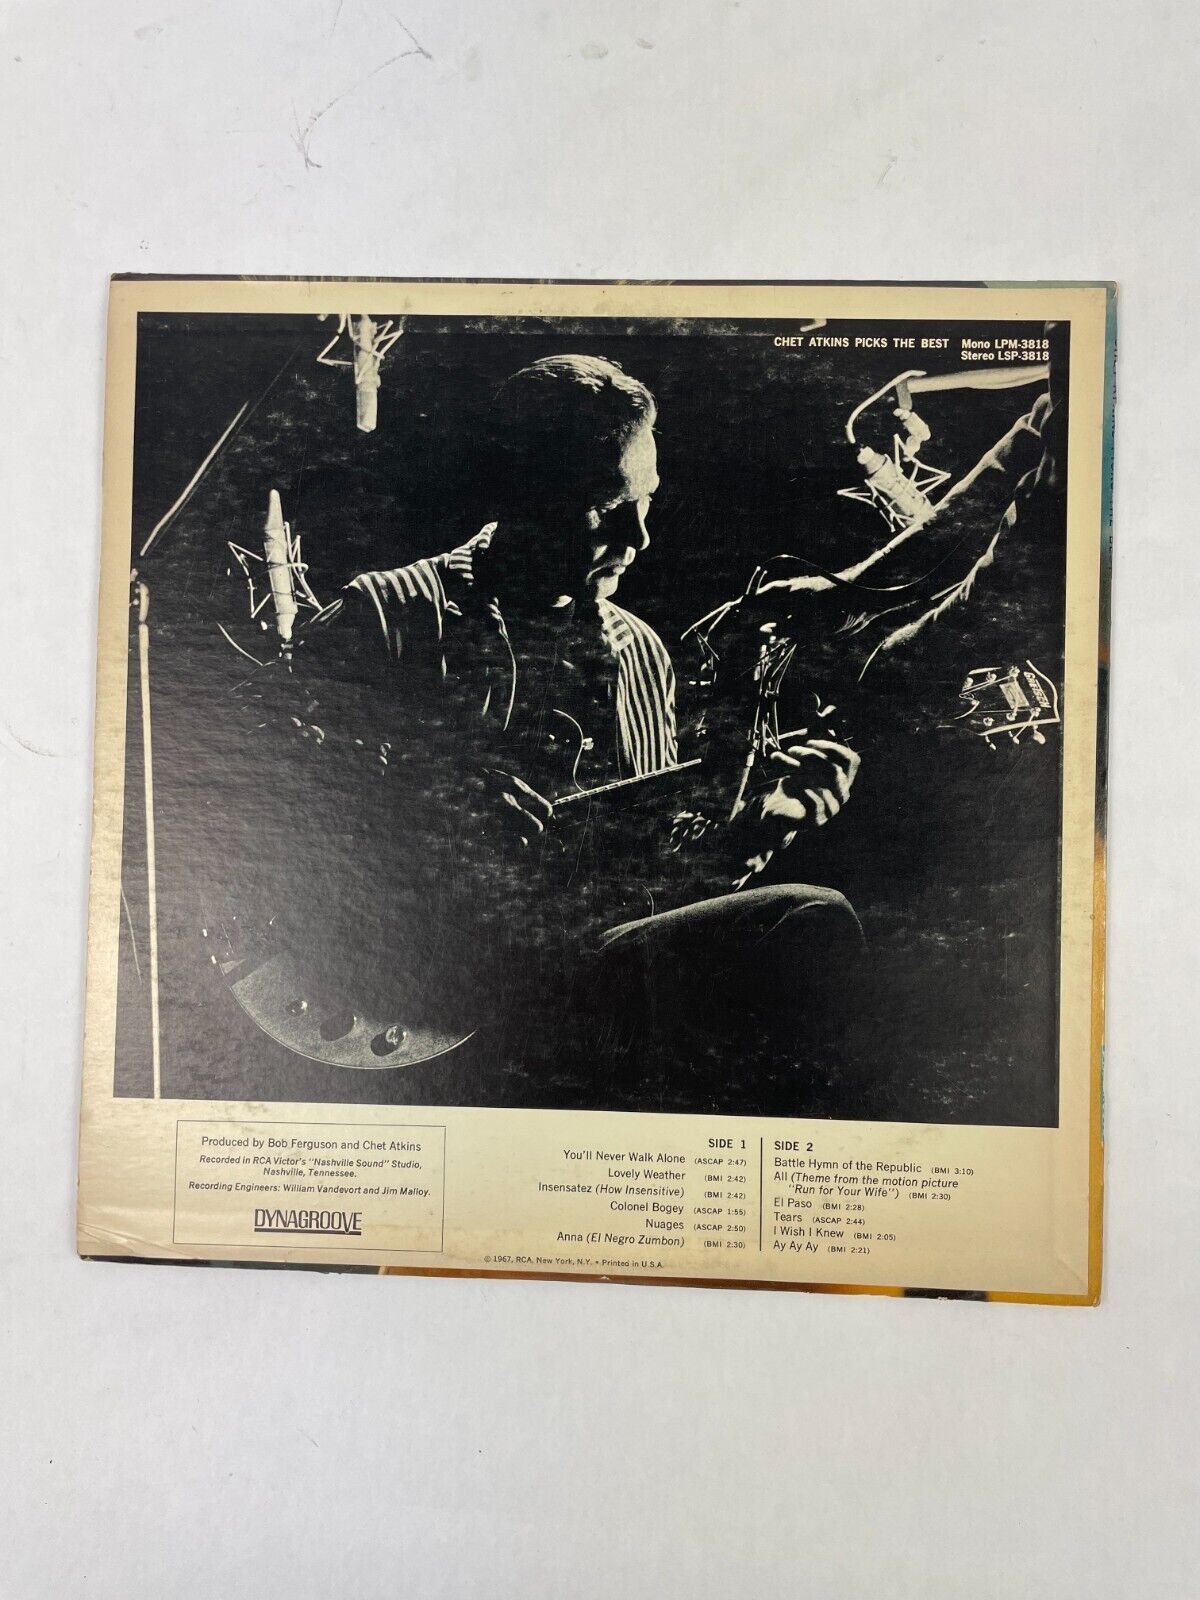 CHET ATKINS PICKS THE BEST Mono LPM-3818
Stereo LSP-3818
GRETSCH
Produced by Bob Ferguson and Chet Atkins
Recorded in RCA Victor's "Nashville Sound" Studio,
Nashville, Tennessee.
Recording Engineers: William Vandevort and Jim Malloy.
DYNAGROOVE
SIDE 1
You'll Never Walk Alone (ASCAP 2:47)
Lovely Weather (BMI 2:42)
Insensatez (How Insensitive) (BMI 2:42)
Colonel Bogey (ASCAP 1:55)
Nuages (ASCAP 2:50)
Anna (El Negro Zumbon) (BMI 2:30)
SIDE 2
Battle Hymn of the Republic (BMI 3:10)
All (Theme from the motion picture
"Run for Your Wife") (BMI 2:30)
El Paso (BMI 2:28)
Tears (ASCAP 2:44)
I Wish I Knew (BMI 2:05)
Ay Ay Ay (BMI 2:21)
© 1967, RCA, New York, N.Y. • Printed in U.S.A.